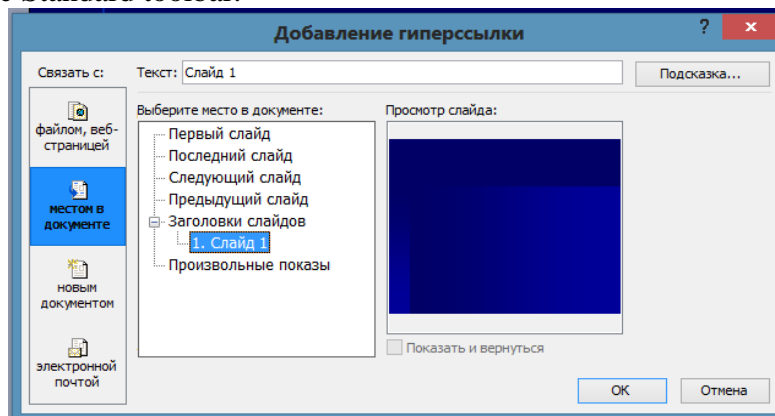 e Standard toolbar.
Добавление гиперссылки
?
×
Связать с:
Текст: Слайд 1
Подсказка...
Выберите место в документе:
Просмотр слайда:
файлом, веб-
страницей
местом в
документе
новым
документом
электронной
почтой
Первый слайд
Последний слайд
Следующий слайд
Предыдущий слайд
Заголовки слайдов
1. Слайд 1
Произвольные показы
Показать и вернуться
ОК
Отмена